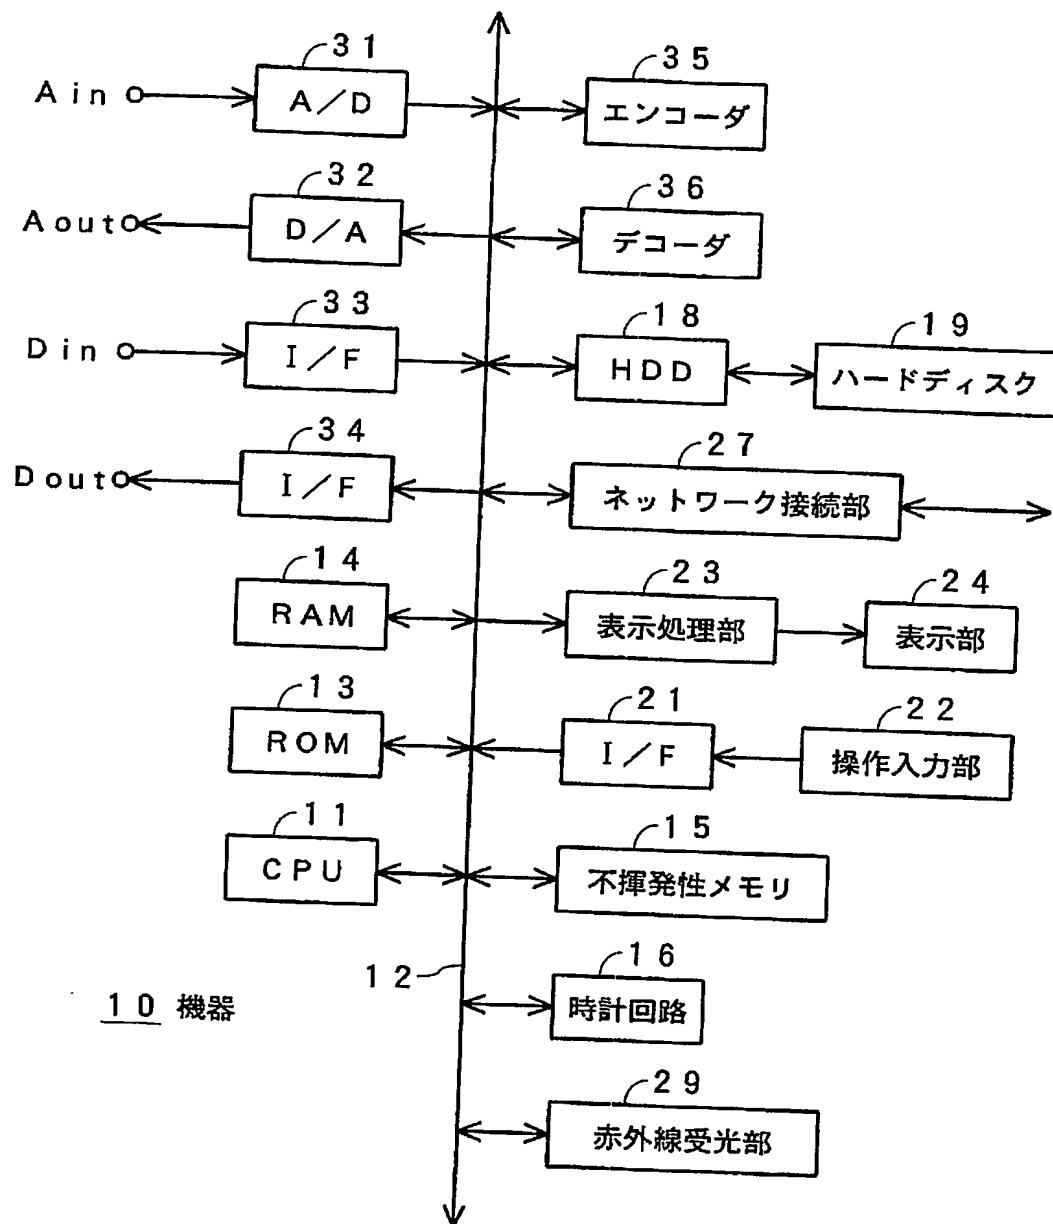 31
35
Ain
A/D
エンコーダ
32
36
Aout
D/A
デコーダ
33
18
19
Din
I/F
HDD
ハードディスク
34
27
Dout
I/F
ネットワーク接続部
14
23
24
RAM
表示処理部
表示部
13
21
22
ROM
I/F
操作入力部
11
15
CPU
不揮発性メモリ
12
16
10 機器
時計回路
29
赤外線受光部